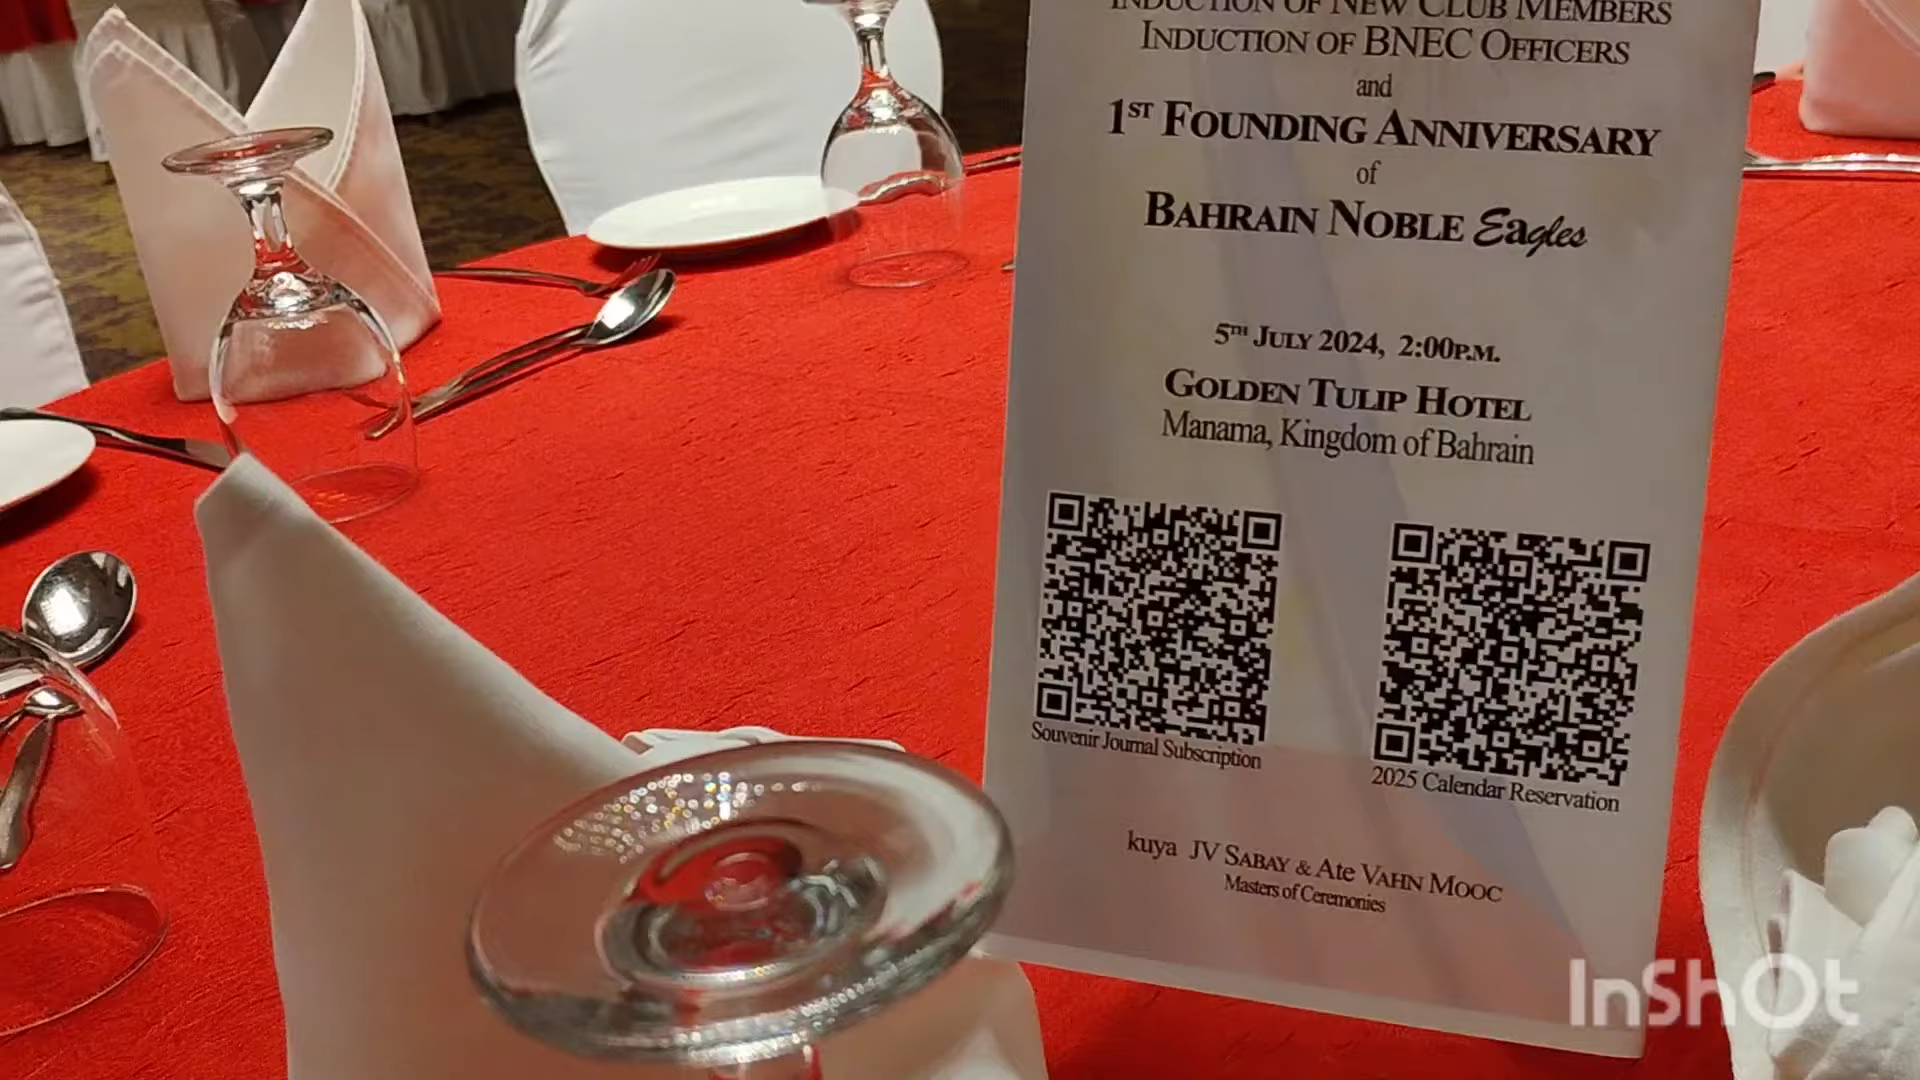 INDUCTION OF NEW CLUB MEMBERS
INDUCTION OF BNEC OFFICERS
and
1ST FOUNDING ANNIVERSARY
of
BAHRAIN NOBLE Eagles
5TH JULY 2024, 2:00P.M.
GOLDEN TULIP HOTEL
Manama, Kingdom of Bahrain
Souvenir Journal Subscription
2025 Calendar Reservation
kuya JV SABAY & Ate VAHN MOOC
Masters of Ceremonies
InShOt